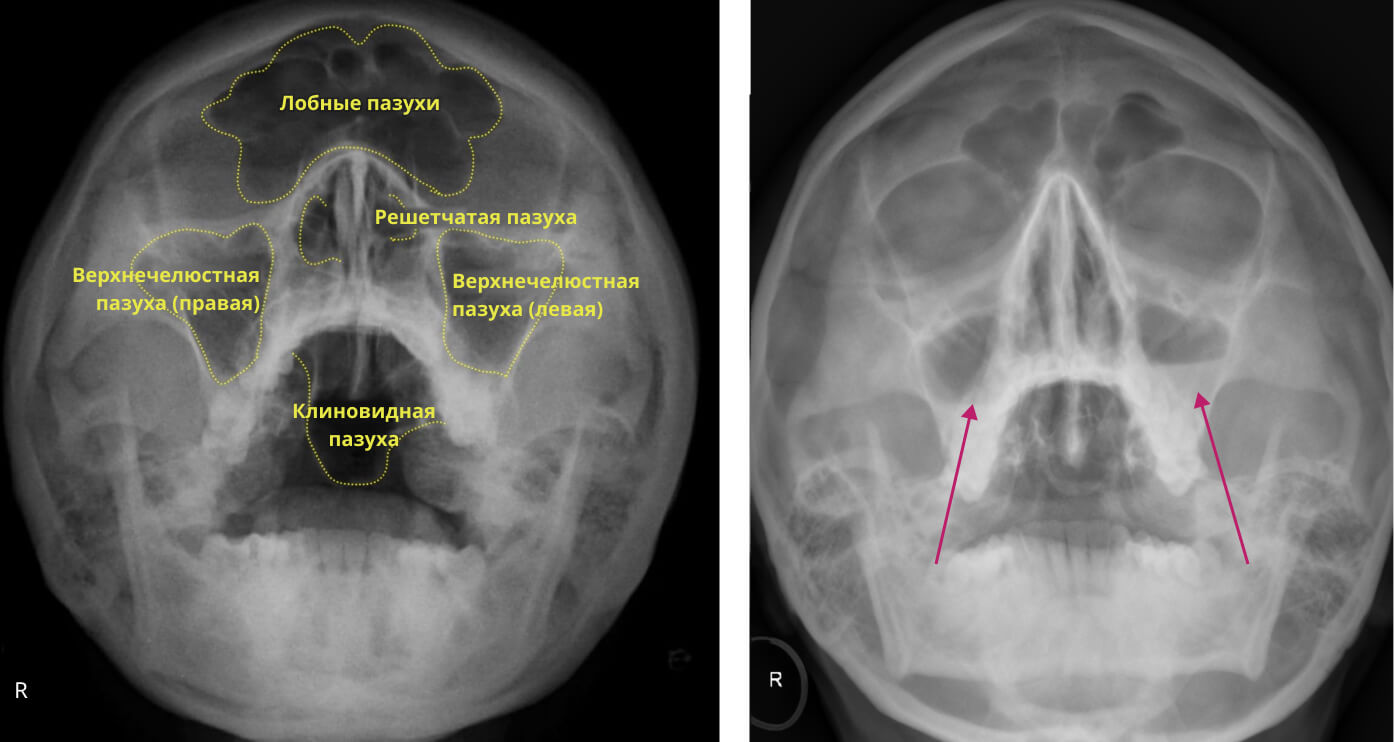 Лобные пазухи
Решетчатая пазуха
Верхнечелюстная
пазуха (правая)
Верхнечелюстная
пазуха (левая)
Клиновидная
пазуха
R
R